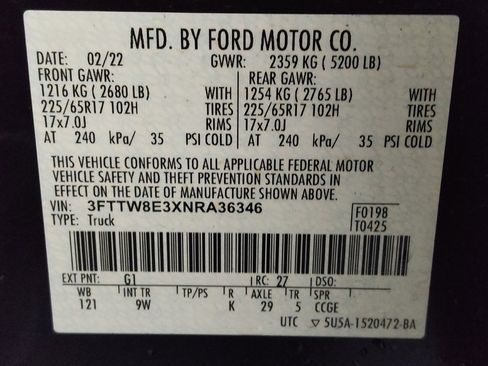 MFD. BY FORD MOTOR CO.
DATE: 02/22 GVWR: 2359 KG ( 5200 LB)
FRONT GAWR: REAR GAWR:
1216 KG ( 2680 LB) WITH 1254 KG ( 2765 LB) WITH
225/65R17 102H TIRES 225/65R17 102H TIRES
17x7.0J RIMS 17x7.0J RIMS
AT 240 kPa/ 35 PSI COLD AT 240 kPa/ 35 PSI COLD
THIS VEHICLE CONFORMS TO ALL APPLICABLE FEDERAL MOTOR
VEHICLE SAFETY AND THEFT PREVENTION STANDARDS IN
EFFECT ON THE DATE OF MANUFACTURE SHOWN ABOVE.
VIN: 3FTTW8E3XNRA36346 F0198
TYPE: Truck T0425
EXT PNT: G1 RC: 27 DSO:
WB INT TR TP/PS R AXLE TR SPR
121 9W K 29 5 CCGE
UTC ▽5U5A-1520472-BA